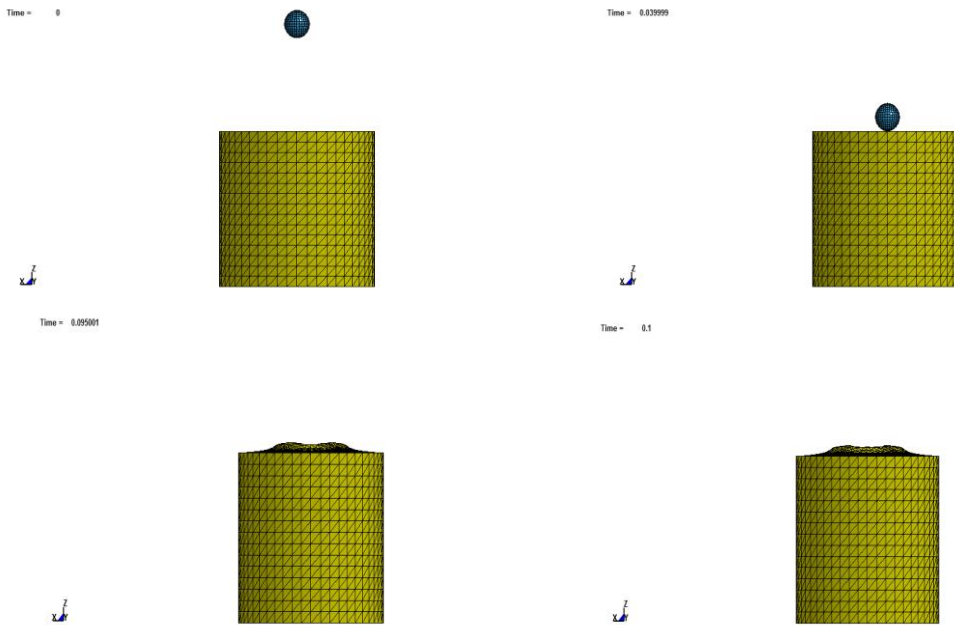 Time = 0
Time = 0.039999
Z
X Y
Z
X Y
Time = 0.095001
Time = 0.1
Z
X Y
Z
X Y